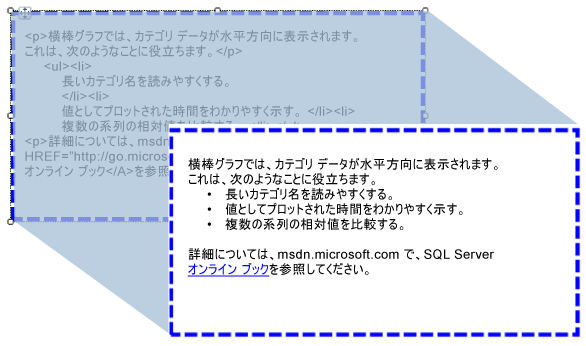 <p>横棒グラフでは、カテゴリ データが水平方向に表示されます。
これは、次のようなことに役立ちます。</p>
<ul><li>
長いカテゴリ名を読みやすくする。
</li><li>
値としてプロットされた時間をわかりやすく示す。 </li><li>
複数の系列の相対値を比較する
<p>詳細については、msdn
HREF="http://go.micros
オンライン ブック</A>を参照
横棒グラフでは、カテゴリ データが水平方向に表示されます。
これは、次のようなことに役立ちます。
• 長いカテゴリ名を読みやすくする。
• 値としてプロットされた時間をわかりやすく示す。
• 複数の系列の相対値を比較する。
詳細については、msdn.microsoft.com で、SQL Server
オンライン ブックを参照してください。